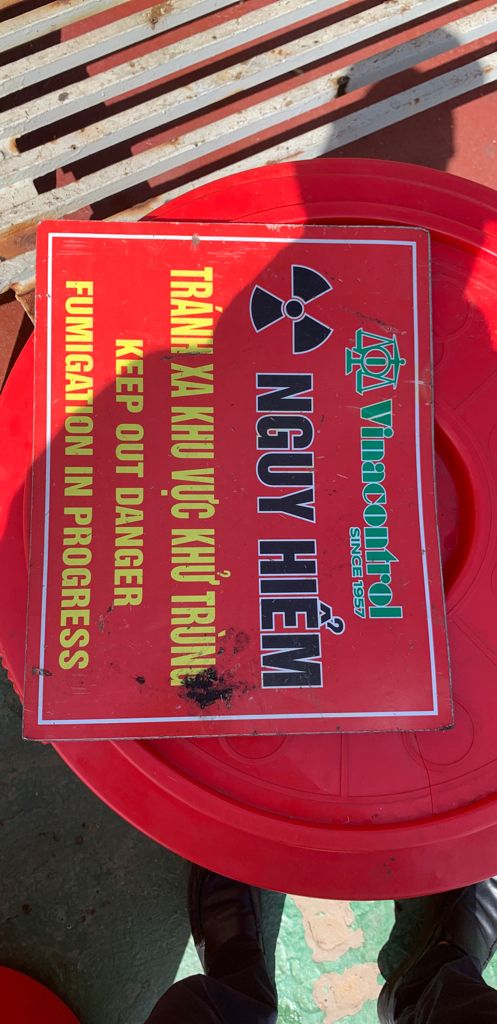 Vinacontrol
SINCE 1957
NGUY HIỂM
TRÁNH XA KHU VỰC KHỬ TRÙNG
KEEP OUT DANGER
FUMIGATION IN PROGRESS